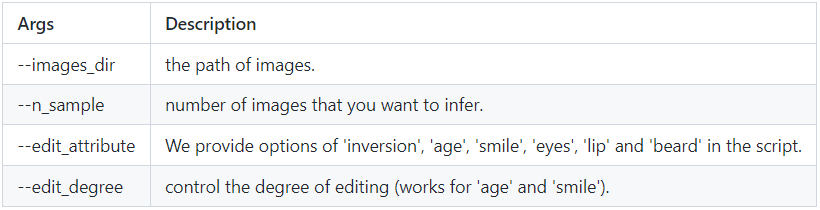 Args Description
--images_dir the path of images.
--n_sample number of images that you want to infer.
--edit_attribute We provide options of 'inversion', 'age', 'smile', 'eyes', 'lip' and 'beard' in the script.
--edit_degree control the degree of editing (works for 'age' and 'smile').